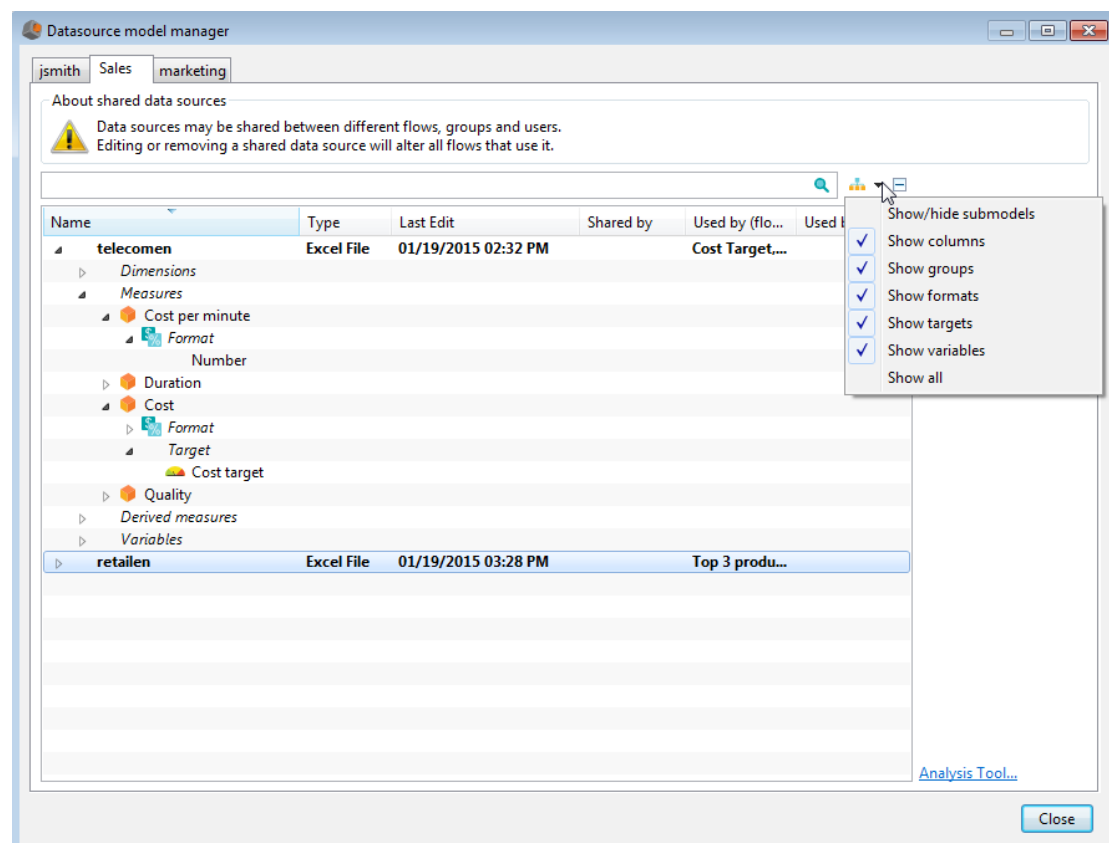 Datasource model manager
jsmith Sales marketing
About shared data sources
Data sources may be shared between different flows, groups and users.
Editing or removing a shared data source will alter all flows that use it.
Name Type Last Edit Shared by Used by (flo... Used
Show/hide submodels
Show columns
Show groups
Show formats
Show targets
Show variables
Show all
telecomen Excel File 01/19/2015 02:32 PM Cost Target,...
Dimensions
Measures
Cost per minute
Format
Number
Duration
Cost
Format
Target
Cost target
Quality
Derived measures
Variables
retailen Excel File 01/19/2015 03:28 PM Top 3 produ...
Analysis Tool...
Close